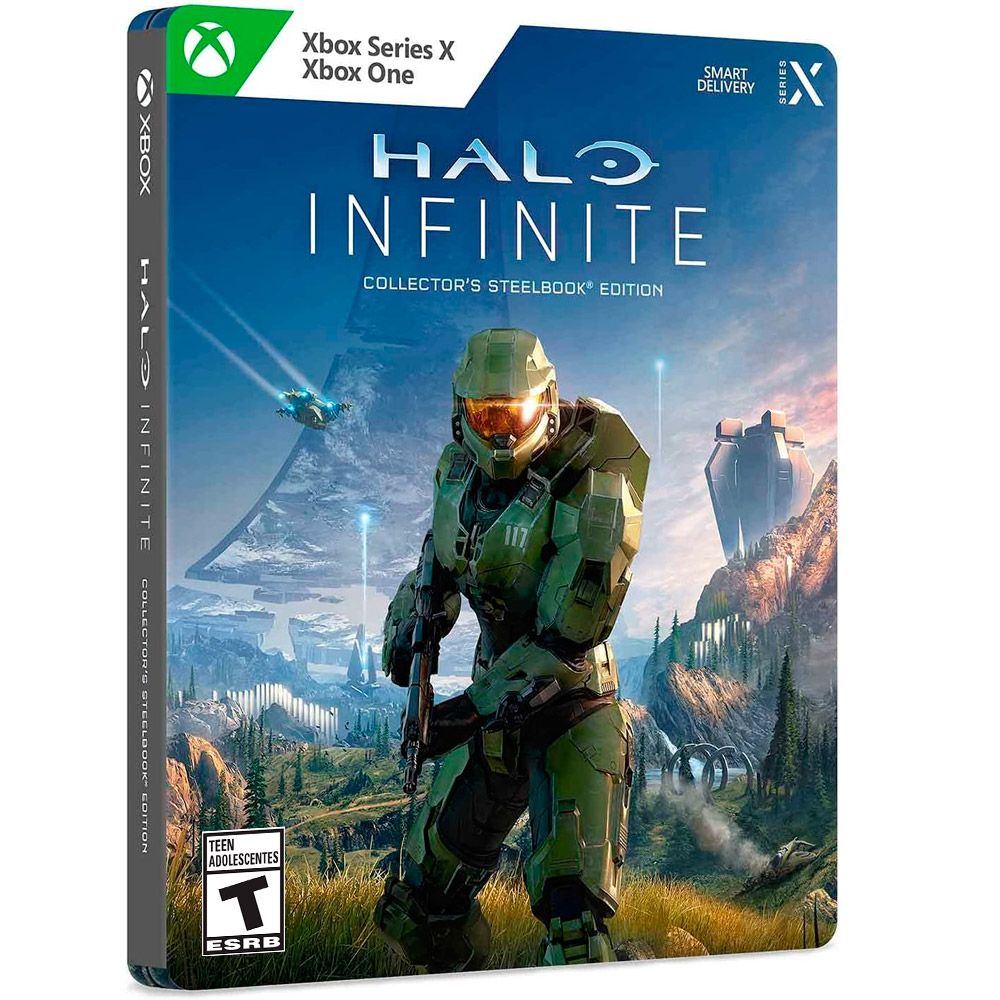 Xbox Series X
Xbox One
SMART
DELIVERY
SERIES
X
HALO
INFINITE
COLLECTOR'S STEELBOOK® EDITION
117
TEEN
ADOLESCENTES
T
ESRB
XBOX
HALO INFINITE
COLLECTOR'S STEELBOOK® EDITION